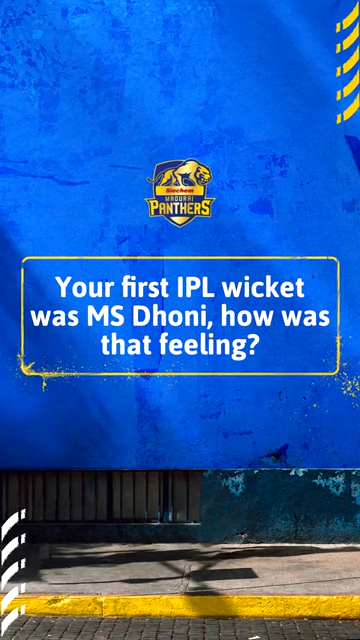 Siechem
MADURAI
PANTHERS
Your first IPL wicket
was MS Dhoni, how was
that feeling?